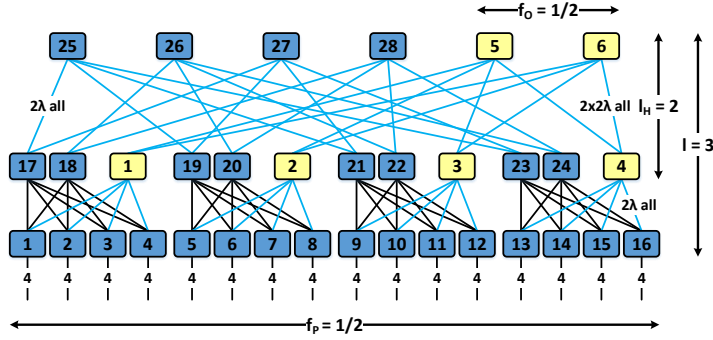 f_O = 1/2
25 26 27 28 5 6
2λ all
2x2λ all
l_H = 2
l = 3
17 18 1 19 20 2 21 22 3 23 24 4
2λ all
1 2 3 4 5 6 7 8 9 10 11 12 13 14 15 16
4 4 4 4 4 4 4 4 4 4 4 4 4 4 4 4
f_P = 1/2